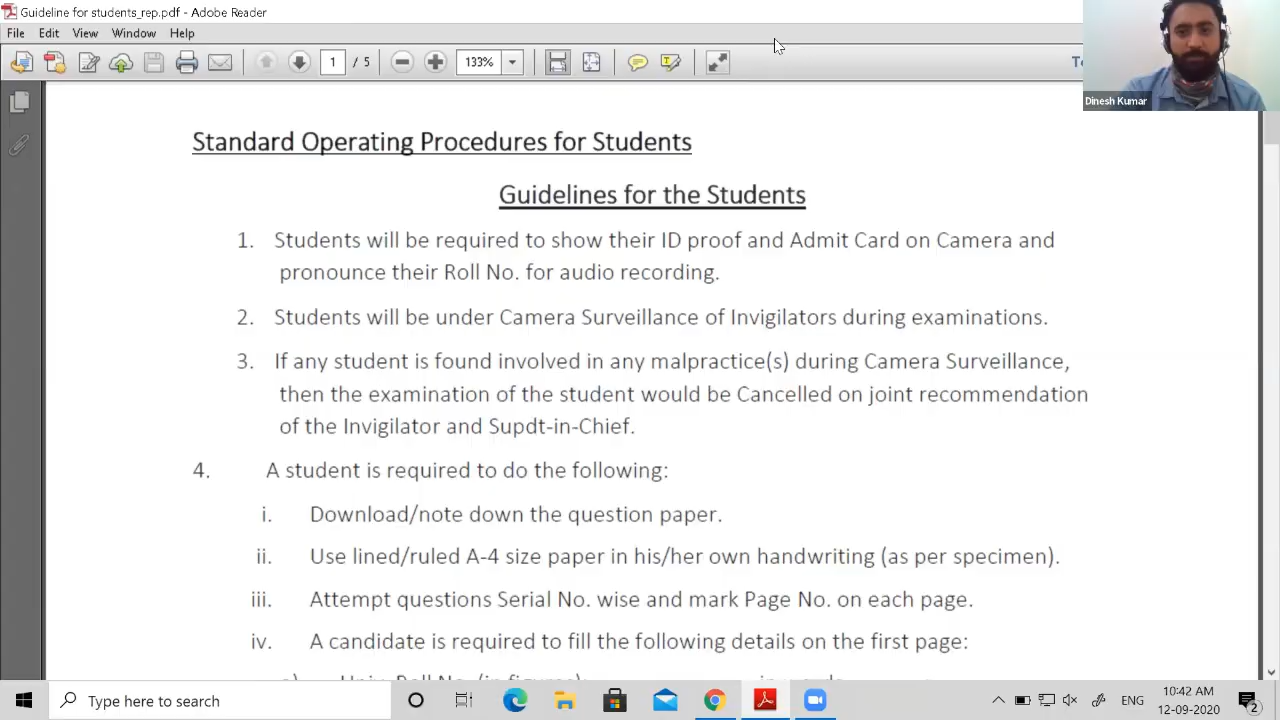 Guideline for students_rep.pdf - Adobe Reader
File Edit View Window Help
1 / 5 133%
Dinesh Kumar
Standard Operating Procedures for Students
Guidelines for the Students
1. Students will be required to show their ID proof and Admit Card on Camera and
pronounce their Roll No. for audio recording.
2. Students will be under Camera Surveillance of Invigilators during examinations.
3. If any student is found involved in any malpractice(s) during Camera Surveillance,
then the examination of the student would be Cancelled on joint recommendation
of the Invigilator and Supdt-in-Chief.
4. A student is required to do the following:
i. Download/note down the question paper.
ii. Use lined/ruled A-4 size paper in his/her own handwriting (as per specimen).
iii. Attempt questions Serial No. wise and mark Page No. on each page.
iv. A candidate is required to fill the following details on the first page:
Type here to search
ENG
10:42 AM
12-09-2020
2